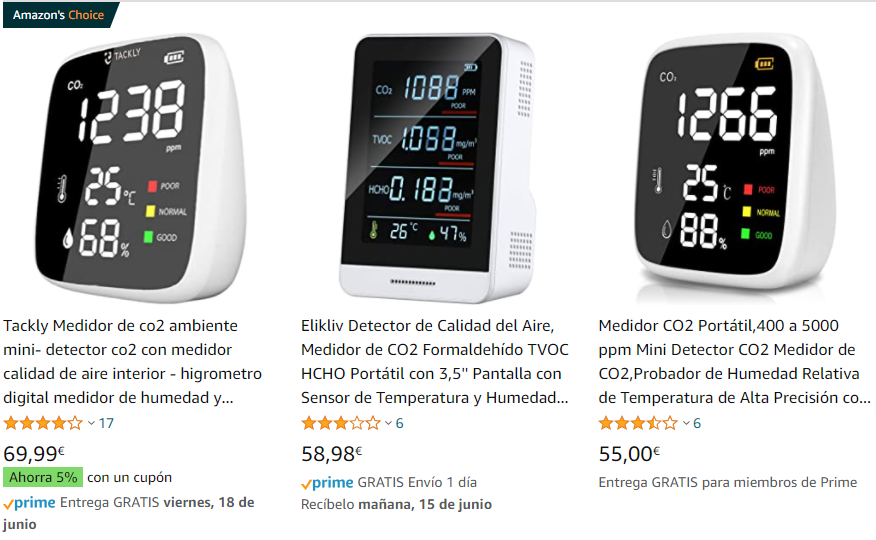 Amazon's Choice
TACKLY
CO₂
1238
ppm
25 °C
68 %
POOR
NORMAL
GOOD
CO₂ 1088 PPM
POOR
TVOC 1.088 mg/m³
POOR
HCHO 0.188 mg/m³
POOR
26 °C 47%
CO₂
1266
ppm
25 °C
88 %
POOR
NORMAL
GOOD
Tackly Medidor de co2 ambiente
mini- detector co2 con medidor
calidad de aire interior - higrometro
digital medidor de humedad y...
17
69,99€
Ahorra 5% con un cupón
prime Entrega GRATIS viernes, 18 de
junio
Elikliv Detector de Calidad del Aire,
Medidor de CO2 Formaldehído TVOC
HCHO Portátil con 3,5" Pantalla con
Sensor de Temperatura y Humedad...
6
58,98€
prime GRATIS Envío 1 día
Recíbelo mañana, 15 de junio
Medidor CO2 Portátil,400 a 5000
ppm Mini Detector CO2 Medidor de
CO2,Probador de Humedad Relativa
de Temperatura de Alta Precisión co...
6
55,00€
Entrega GRATIS para miembros de Prime